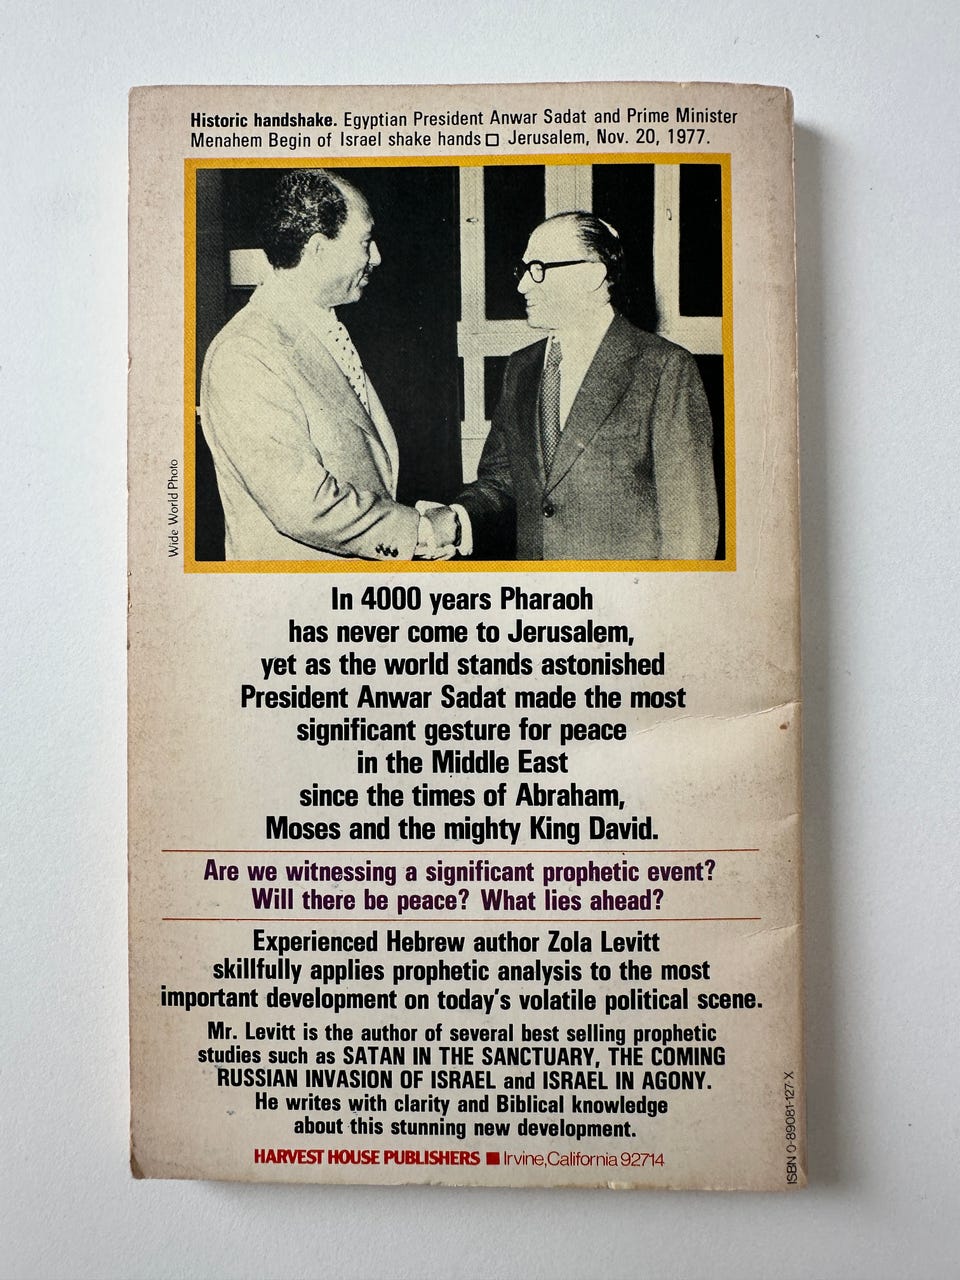 Historic handshake. Egyptian President Anwar Sadat and Prime Minister
Menahem Begin of Israel shake hands □ Jerusalem, Nov. 20, 1977.
Wide World Photo
In 4000 years Pharaoh
has never come to Jerusalem,
yet as the world stands astonished
President Anwar Sadat made the most
significant gesture for peace
in the Middle East
since the times of Abraham,
Moses and the mighty King David.
Are we witnessing a significant prophetic event?
Will there be peace? What lies ahead?
Experienced Hebrew author Zola Levitt
skillfully applies prophetic analysis to the most
important development on today's volatile political scene.
Mr. Levitt is the author of several best selling prophetic
studies such as SATAN IN THE SANCTUARY, THE COMING
RUSSIAN INVASION OF ISRAEL and ISRAEL IN AGONY.
He writes with clarity and Biblical knowledge
about this stunning new development.
HARVEST HOUSE PUBLISHERS ■ Irvine, California 92714
ISBN 0-89081-127-X